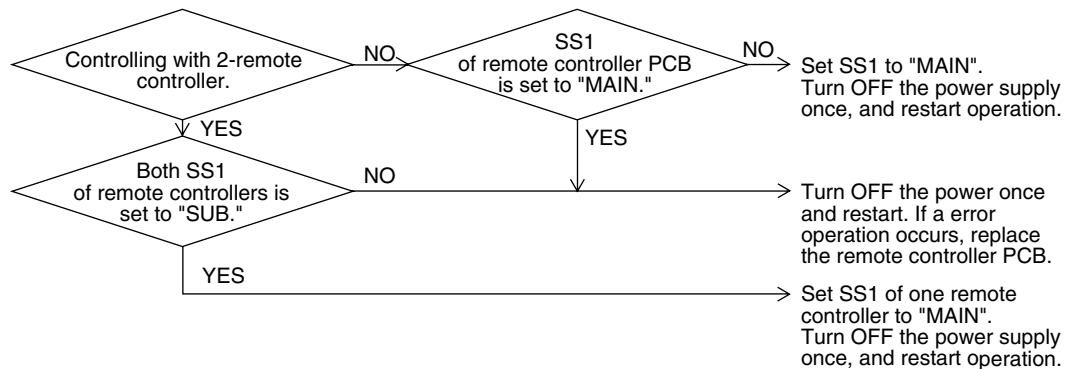 Controlling with 2-remote
controller.
NO
SS1
of remote controller PCB
is set to "MAIN."
NO
Set SS1 to "MAIN".
Turn OFF the power supply
once, and restart operation.
YES
YES
Both SS1
of remote controllers is
set to "SUB."
NO
Turn OFF the power once
and restart. If a error
operation occurs, replace
the remote controller PCB.
YES
Set SS1 of one remote
controller to "MAIN".
Turn OFF the power supply
once, and restart operation.